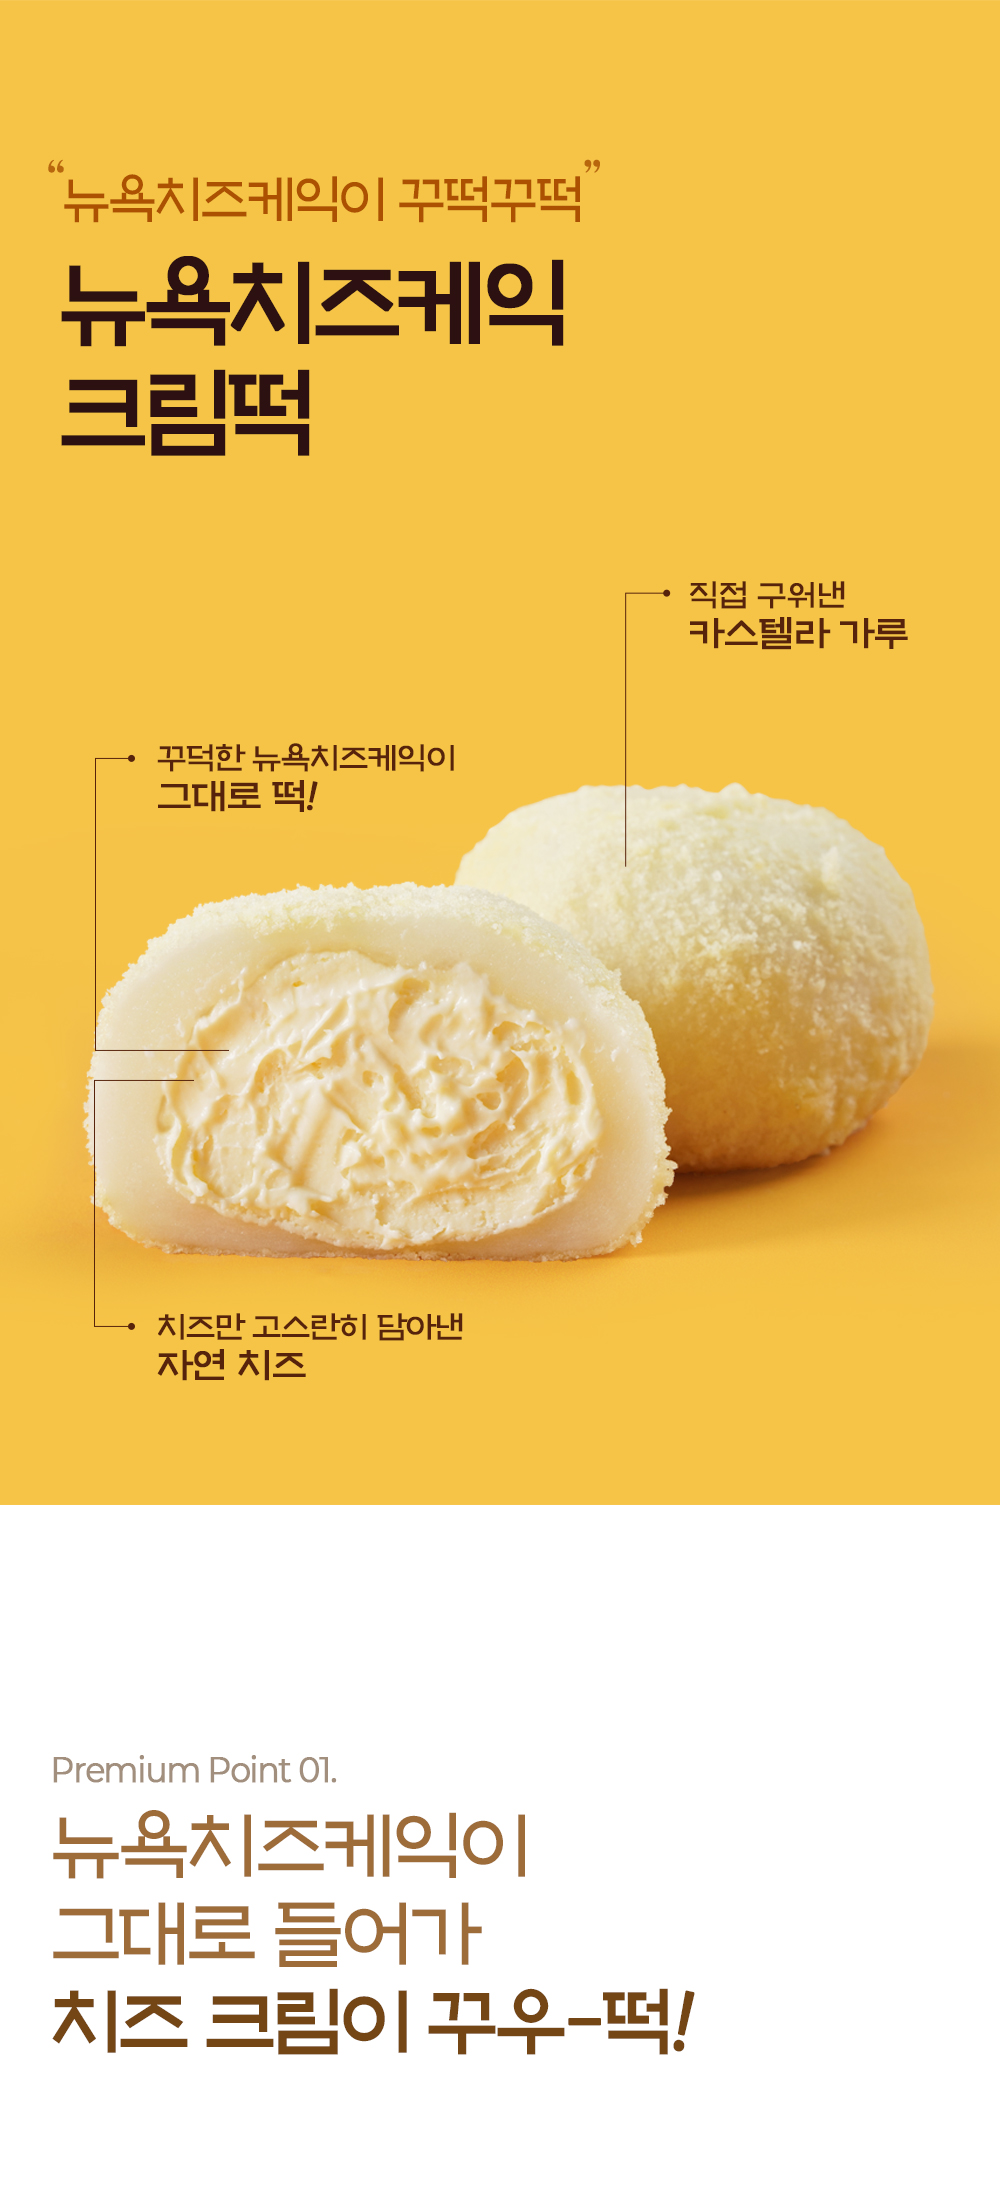 “뉴욕치즈케익이 꾸떡꾸떡”
뉴욕치즈케익
크림떡
직접 구워낸
카스텔라 가루
꾸덕한 뉴욕치즈케익이
그대로 떡!
치즈만 고스란히 담아낸
자연 치즈
Premium Point 01.
뉴욕치즈케익이
그대로 들어가
치즈 크림이 꾸우-떡!